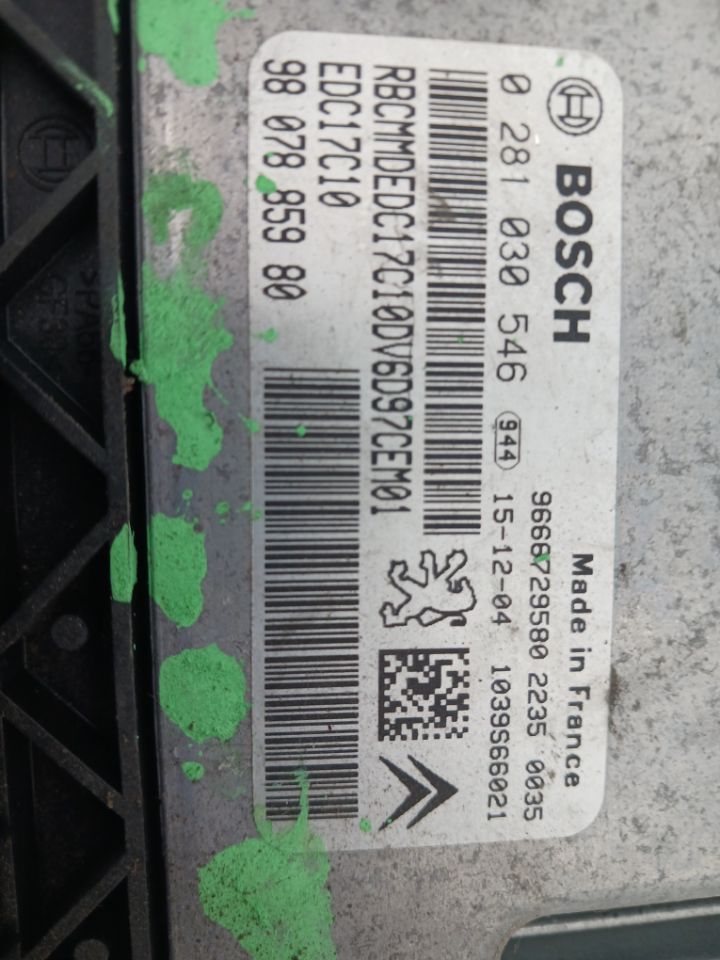 BOSCH
Made in France
0 281 030 546
9666729580 2235 0035
944
15-12-04
1039S66021
RBCMMDEDC17C10DV6D97CEM01
EDC17C10
98 078 859 80